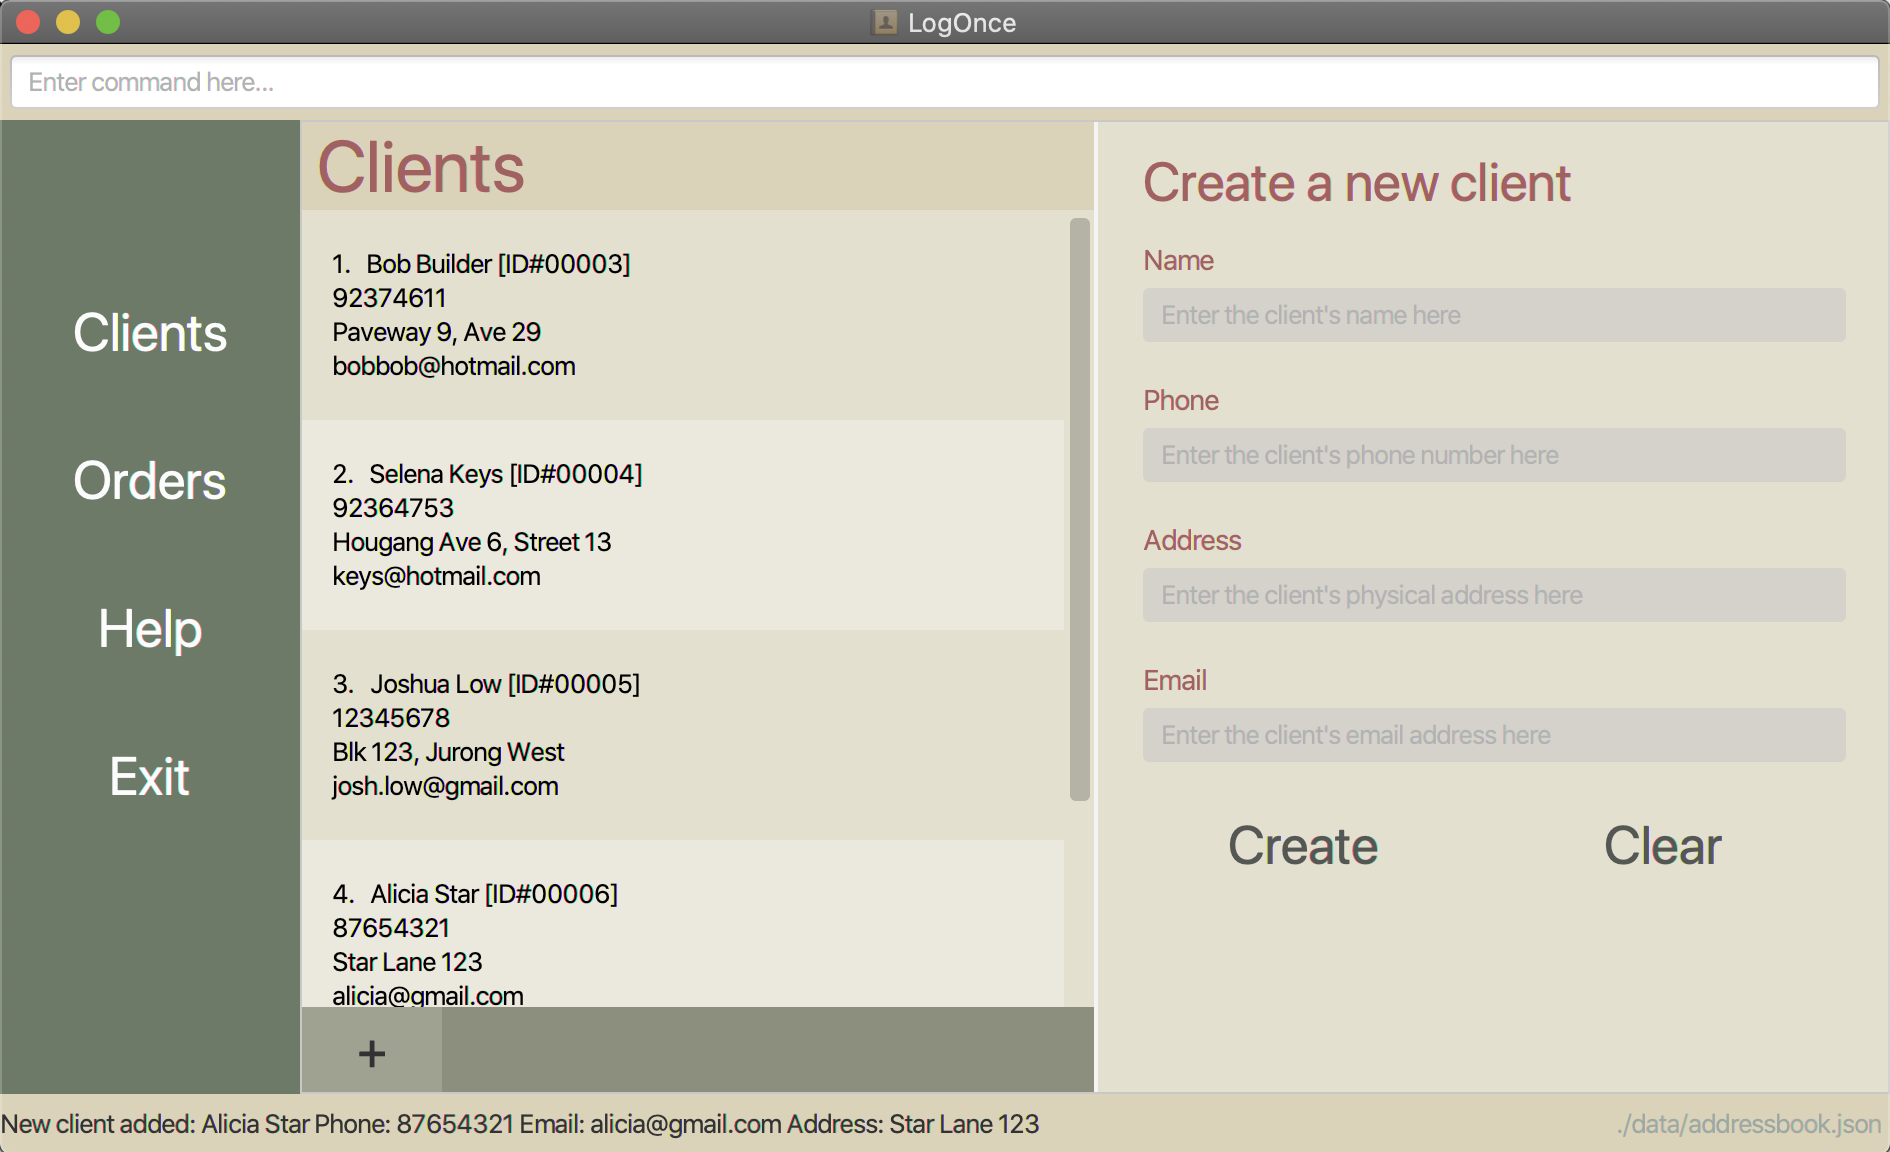 LogOnce
Enter command here...
Clients
Orders
Help
Exit
Clients
1. Bob Builder [ID#00003]
92374611
Paveway 9, Ave 29
bobbob@hotmail.com
2. Selena Keys [ID#00004]
92364753
Hougang Ave 6, Street 13
keys@hotmail.com
3. Joshua Low [ID#00005]
12345678
Blk 123, Jurong West
josh.low@gmail.com
4. Alicia Star [ID#00006]
87654321
Star Lane 123
alicia@gmail.com
+
Create a new client
Name
Enter the client's name here
Phone
Enter the client's phone number here
Address
Enter the client's physical address here
Email
Enter the client's email address here
Create Clear
New client added: Alicia Star Phone: 87654321 Email: alicia@gmail.com Address: Star Lane 123
./data/addressbook.json